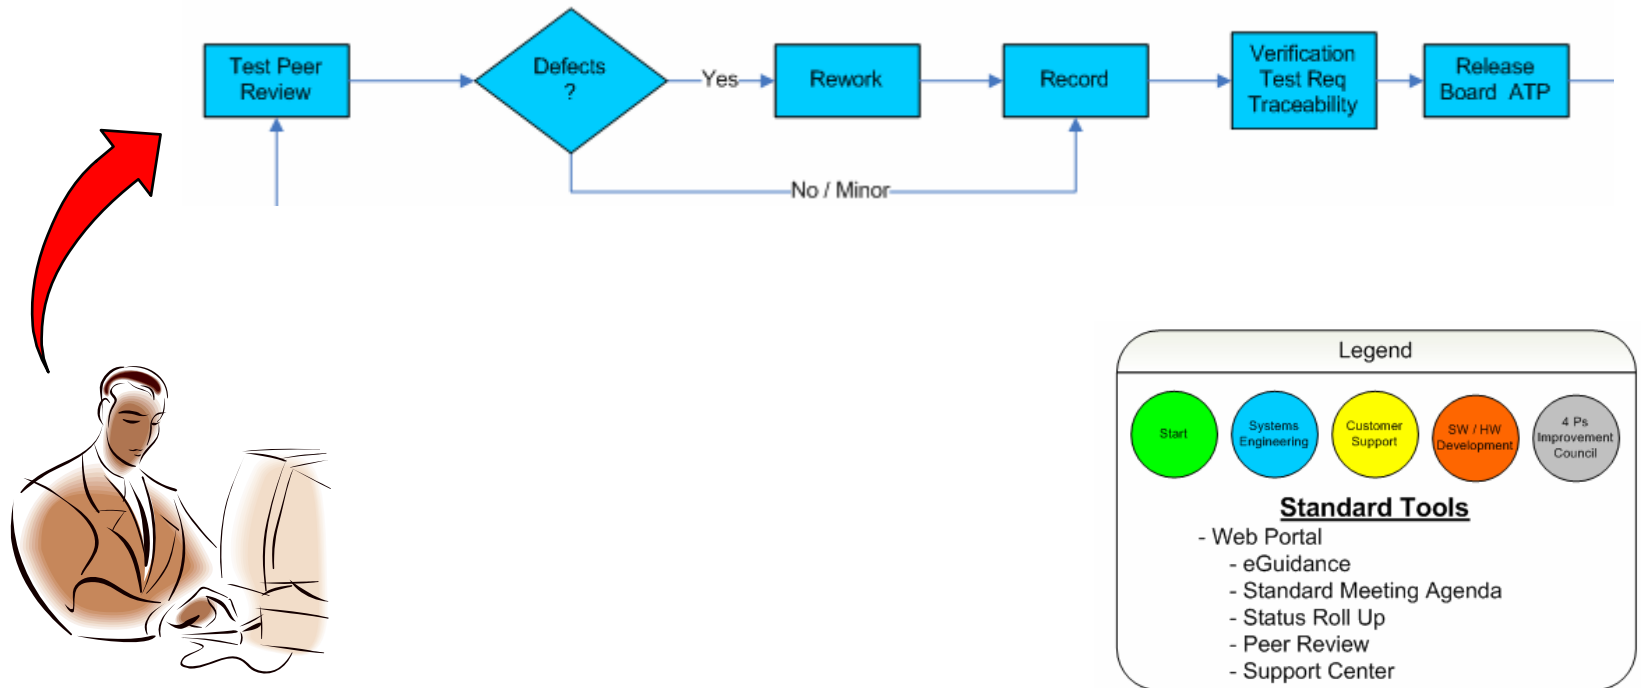 Test Peer
Review
Defects
?
Yes
Rework
Record
Verification
Test Req
Traceability
Release
Board ATP
No / Minor
Legend
Start
Systems
Engineering
Customer
Support
SW / HW
Development
4 Ps
Improvement
Council
Standard Tools
- Web Portal
- eGuidance
- Standard Meeting Agenda
- Status Roll Up
- Peer Review
- Support Center